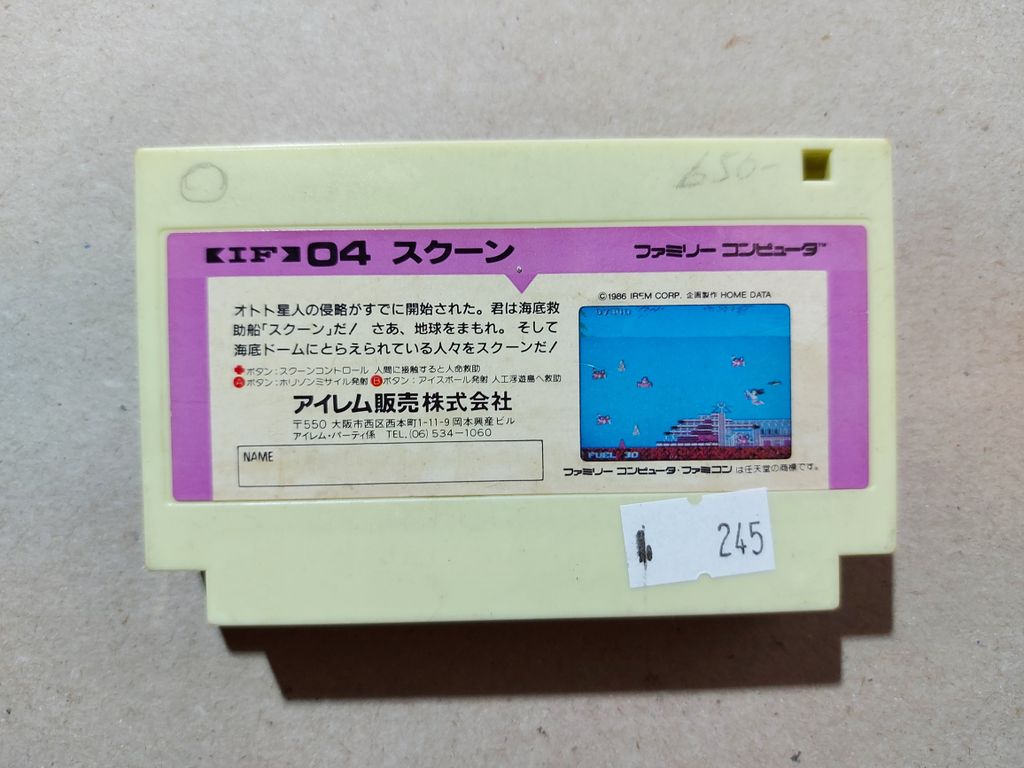 650-
【IF】04 スクーン
ファミリー コンピュータ™
オトト星人の侵略がすでに開始された。君は海底救
助船「スクーン」だ! さあ、地球をまもれ。そして
海底ドームにとらえられている人々をスクーンだ!
✚ボタン:スクーンコントロール 人間に接触すると人命救助
Ⓐボタン:ホリゾンミサイル発射 Ⓑボタン:アイスボール発射 人工浮遊島へ救助
アイレム販売株式会社
〒550 大阪市西区西本町1-11-9 岡本興産ビル
アイレム・パーティ係 TEL.(06)534-1060
NAME
©1986 IREM CORP. 企画製作 HOME DATA
FUEL 30
ファミリー コンピュータ・ファミコン は任天堂の商標です。
245